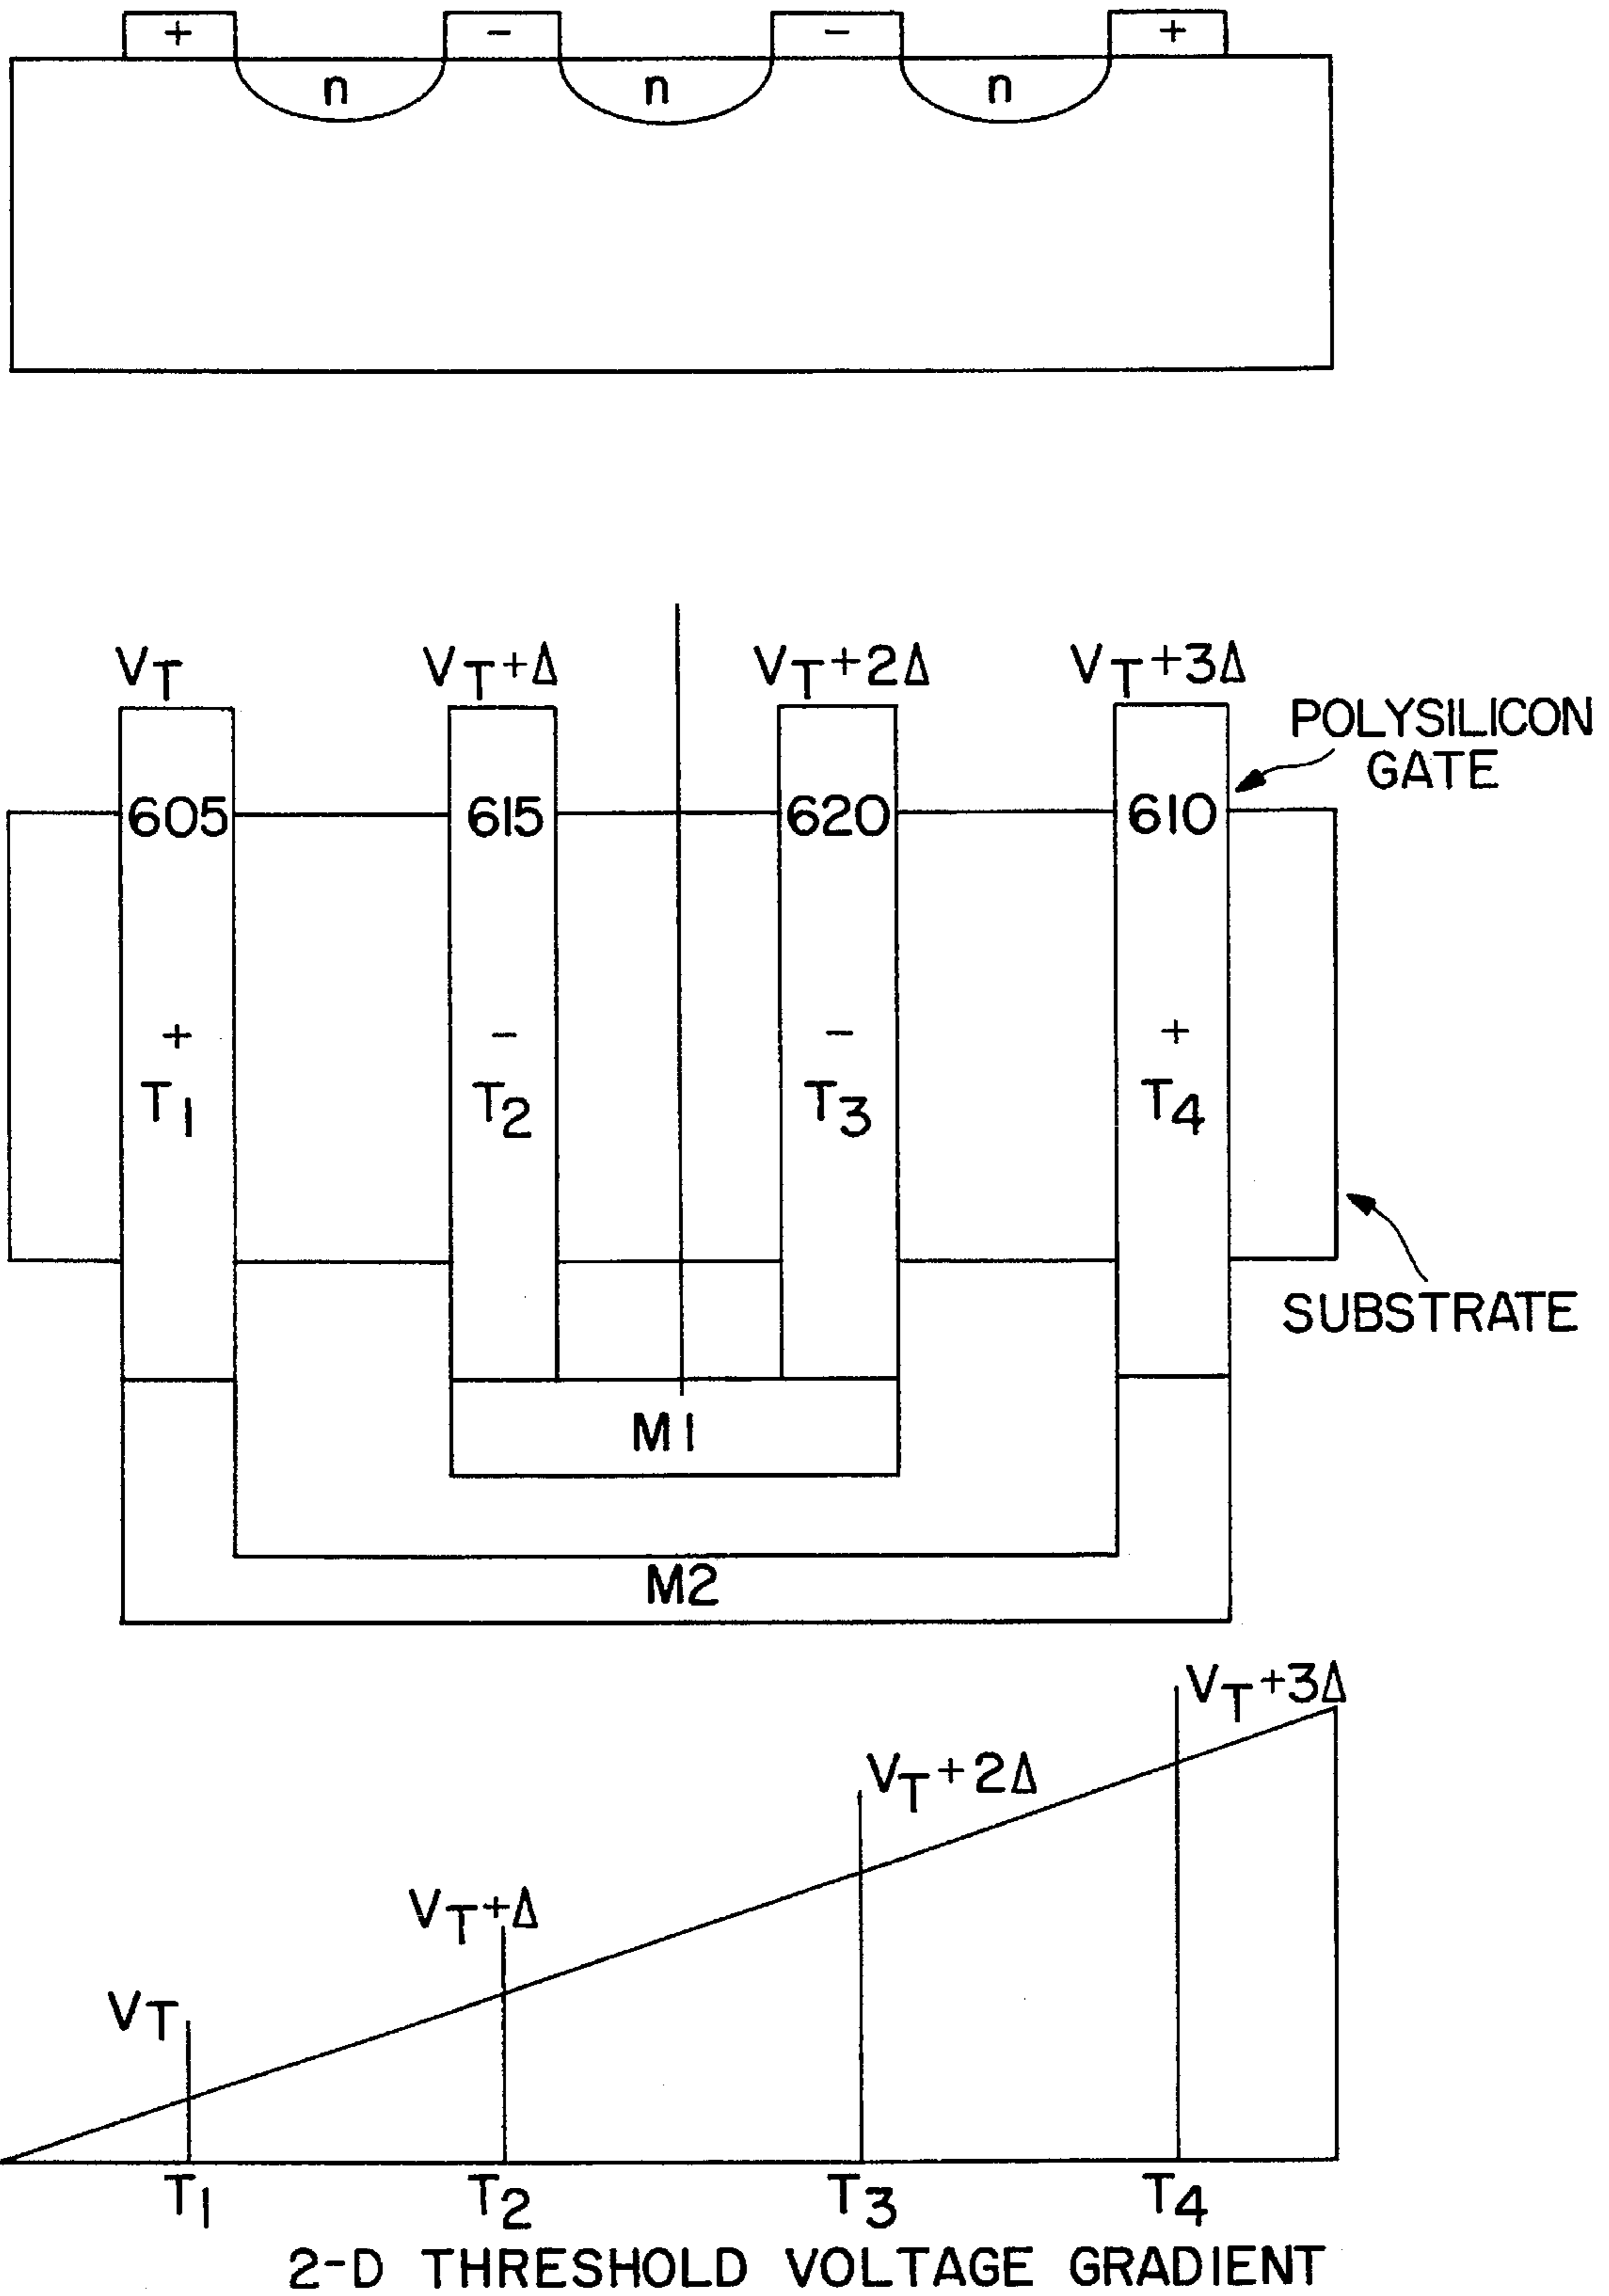 + − − +
n n n
VT VT+Δ VT+2Δ VT+3Δ
POLYSILICON
GATE
605 615 620 610
+ − − +
T1 T2 T3 T4
SUBSTRATE
M1
M2
VT+3Δ
VT+2Δ
VT+Δ
VT
T1 T2 T3 T4
2-D THRESHOLD VOLTAGE GRADIENT